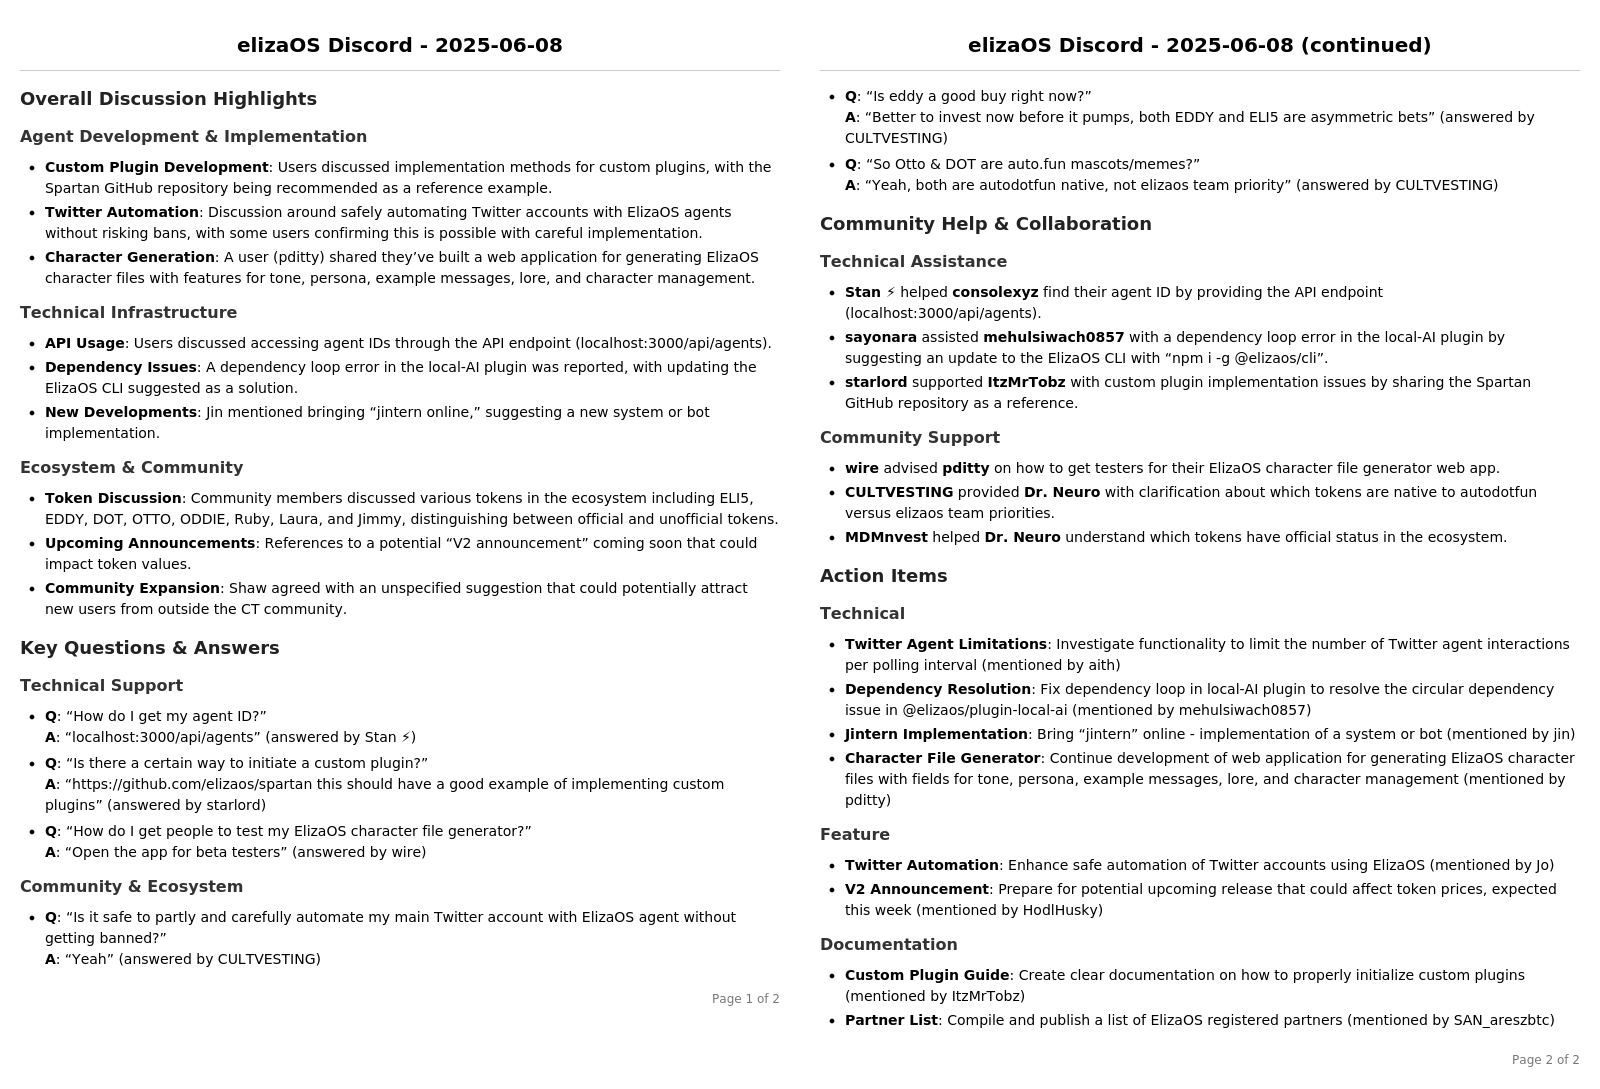 elizaOS Discord - 2025-06-08
Overall Discussion Highlights
Agent Development & Implementation
• Custom Plugin Development: Users discussed implementation methods for custom plugins, with the
Spartan GitHub repository being recommended as a reference example.
• Twitter Automation: Discussion around safely automating Twitter accounts with ElizaOS agents
without risking bans, with some users confirming this is possible with careful implementation.
• Character Generation: A user (pditty) shared they’ve built a web application for generating ElizaOS
character files with features for tone, persona, example messages, lore, and character management.
Technical Infrastructure
• API Usage: Users discussed accessing agent IDs through the API endpoint (localhost:3000/api/agents).
• Dependency Issues: A dependency loop error in the local-AI plugin was reported, with updating the
ElizaOS CLI suggested as a solution.
• New Developments: Jin mentioned bringing “jintern online,” suggesting a new system or bot
implementation.
Ecosystem & Community
• Token Discussion: Community members discussed various tokens in the ecosystem including ELI5,
EDDY, DOT, OTTO, ODDIE, Ruby, Laura, and Jimmy, distinguishing between official and unofficial tokens.
• Upcoming Announcements: References to a potential “V2 announcement” coming soon that could
impact token values.
• Community Expansion: Shaw agreed with an unspecified suggestion that could potentially attract
new users from outside the CT community.
Key Questions & Answers
Technical Support
• Q: “How do I get my agent ID?”
A: “localhost:3000/api/agents” (answered by Stan ⚡)
• Q: “Is there a certain way to initiate a custom plugin?”
A: “https://github.com/elizaos/spartan this should have a good example of implementing custom
plugins” (answered by starlord)
• Q: “How do I get people to test my ElizaOS character file generator?”
A: “Open the app for beta testers” (answered by wire)
Community & Ecosystem
• Q: “Is it safe to partly and carefully automate my main Twitter account with ElizaOS agent without
getting banned?”
A: “Yeah” (answered by CULTVESTING)
Page 1 of 2
elizaOS Discord - 2025-06-08 (continued)
• Q: “Is eddy a good buy right now?”
A: “Better to invest now before it pumps, both EDDY and ELI5 are asymmetric bets” (answered by
CULTVESTING)
• Q: “So Otto & DOT are auto.fun mascots/memes?”
A: “Yeah, both are autodotfun native, not elizaos team priority” (answered by CULTVESTING)
Community Help & Collaboration
Technical Assistance
• Stan ⚡ helped consolexyz find their agent ID by providing the API endpoint
(localhost:3000/api/agents).
• sayonara assisted mehulsiwach0857 with a dependency loop error in the local-AI plugin by
suggesting an update to the ElizaOS CLI with “npm i -g @elizaos/cli”.
• starlord supported ItzMrTobz with custom plugin implementation issues by sharing the Spartan
GitHub repository as a reference.
Community Support
• wire advised pditty on how to get testers for their ElizaOS character file generator web app.
• CULTVESTING provided Dr. Neuro with clarification about which tokens are native to autodotfun
versus elizaos team priorities.
• MDMnvest helped Dr. Neuro understand which tokens have official status in the ecosystem.
Action Items
Technical
• Twitter Agent Limitations: Investigate functionality to limit the number of Twitter agent interactions
per polling interval (mentioned by aith)
• Dependency Resolution: Fix dependency loop in local-AI plugin to resolve the circular dependency
issue in @elizaos/plugin-local-ai (mentioned by mehulsiwach0857)
• Jintern Implementation: Bring “jintern” online - implementation of a system or bot (mentioned by jin)
• Character File Generator: Continue development of web application for generating ElizaOS character
files with fields for tone, persona, example messages, lore, and character management (mentioned by
pditty)
Feature
• Twitter Automation: Enhance safe automation of Twitter accounts using ElizaOS (mentioned by Jo)
• V2 Announcement: Prepare for potential upcoming release that could affect token prices, expected
this week (mentioned by HodlHusky)
Documentation
• Custom Plugin Guide: Create clear documentation on how to properly initialize custom plugins
(mentioned by ItzMrTobz)
• Partner List: Compile and publish a list of ElizaOS registered partners (mentioned by SAN_areszbtc)
Page 2 of 2